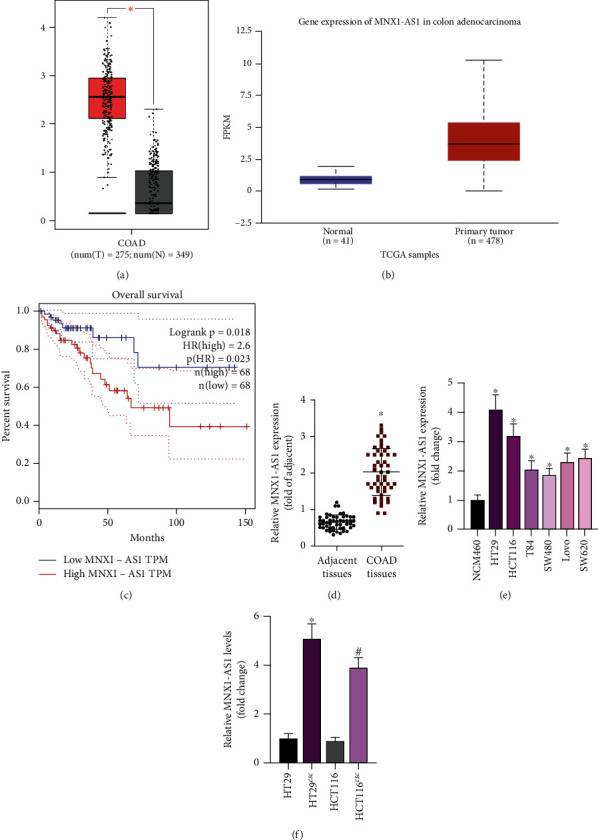 *
4
3
2
1
0
COAD
(num(T) = 275; num(N) = 349)
(a)
Gene expression of MNX1-AS1 in colon adenocarcinoma
FPKM
12.5
10
7.5
5
2.5
0
−2.5
Normal
(n = 41)
Primary tumor
(n = 478)
TCGA samples
(b)
Overall survival
Percent survival
1.0
0.8
0.6
0.4
0.2
0.0
Logrank p = 0.018
HR(high) = 2.6
p(HR) = 0.023
n(high) = 68
n(low) = 68
0
50
100
150
Months
Low MNX1 – AS1 TPM
High MNX1 – AS1 TPM
(c)
Relative MNX1-AS1 expression
(fold of adjacent)
4
3
2
1
0
*
Adjacent
tissues
COAD
tissues
(d)
Relative MNX1-AS1 expression
(fold change)
5
4
3
2
1
0
*
*
*
*
*
*
NCM460
HT29
HCT116
T84
SW480
Lovo
SW620
(e)
Relative MNX1-AS1 levels
(fold change)
6
4
2
0
*
#
HT29
HT29csc
HCT116
HCT116csc
(f)